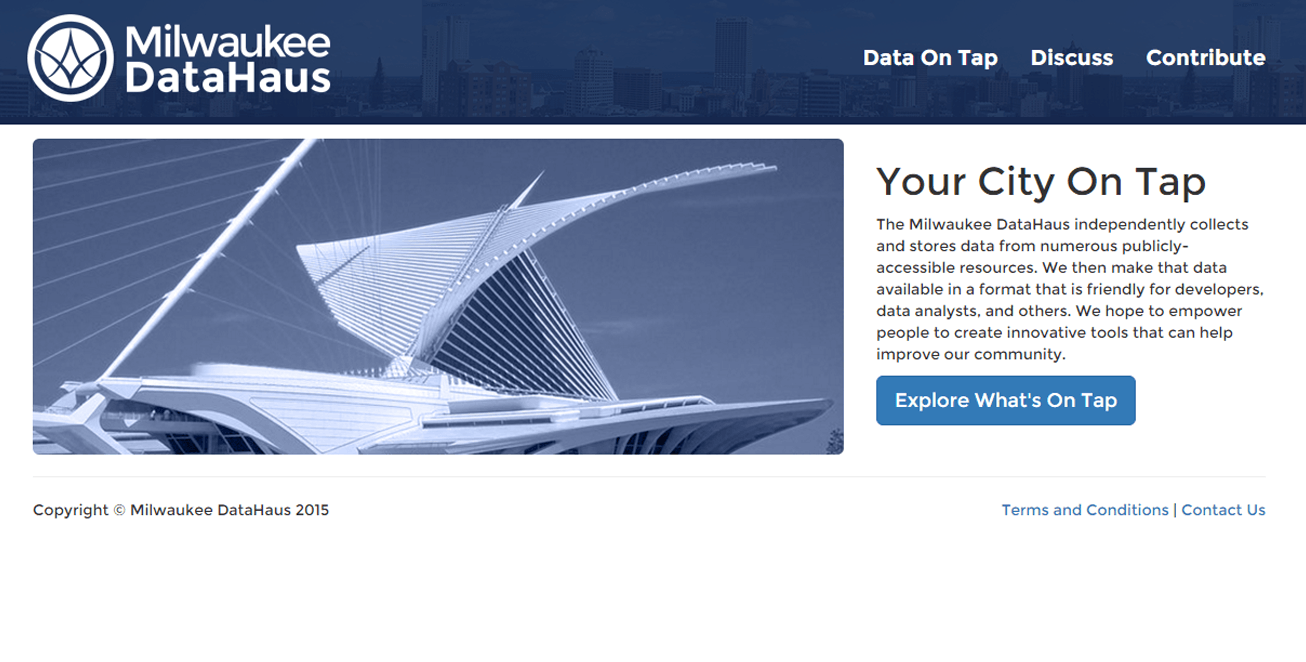 Milwaukee
DataHaus
Data On Tap Discuss Contribute
Your City On Tap
The Milwaukee DataHaus independently collects
and stores data from numerous publicly-
accessible resources. We then make that data
available in a format that is friendly for developers,
data analysts, and others. We hope to empower
people to create innovative tools that can help
improve our community.
Explore What's On Tap
Copyright © Milwaukee DataHaus 2015
Terms and Conditions | Contact Us